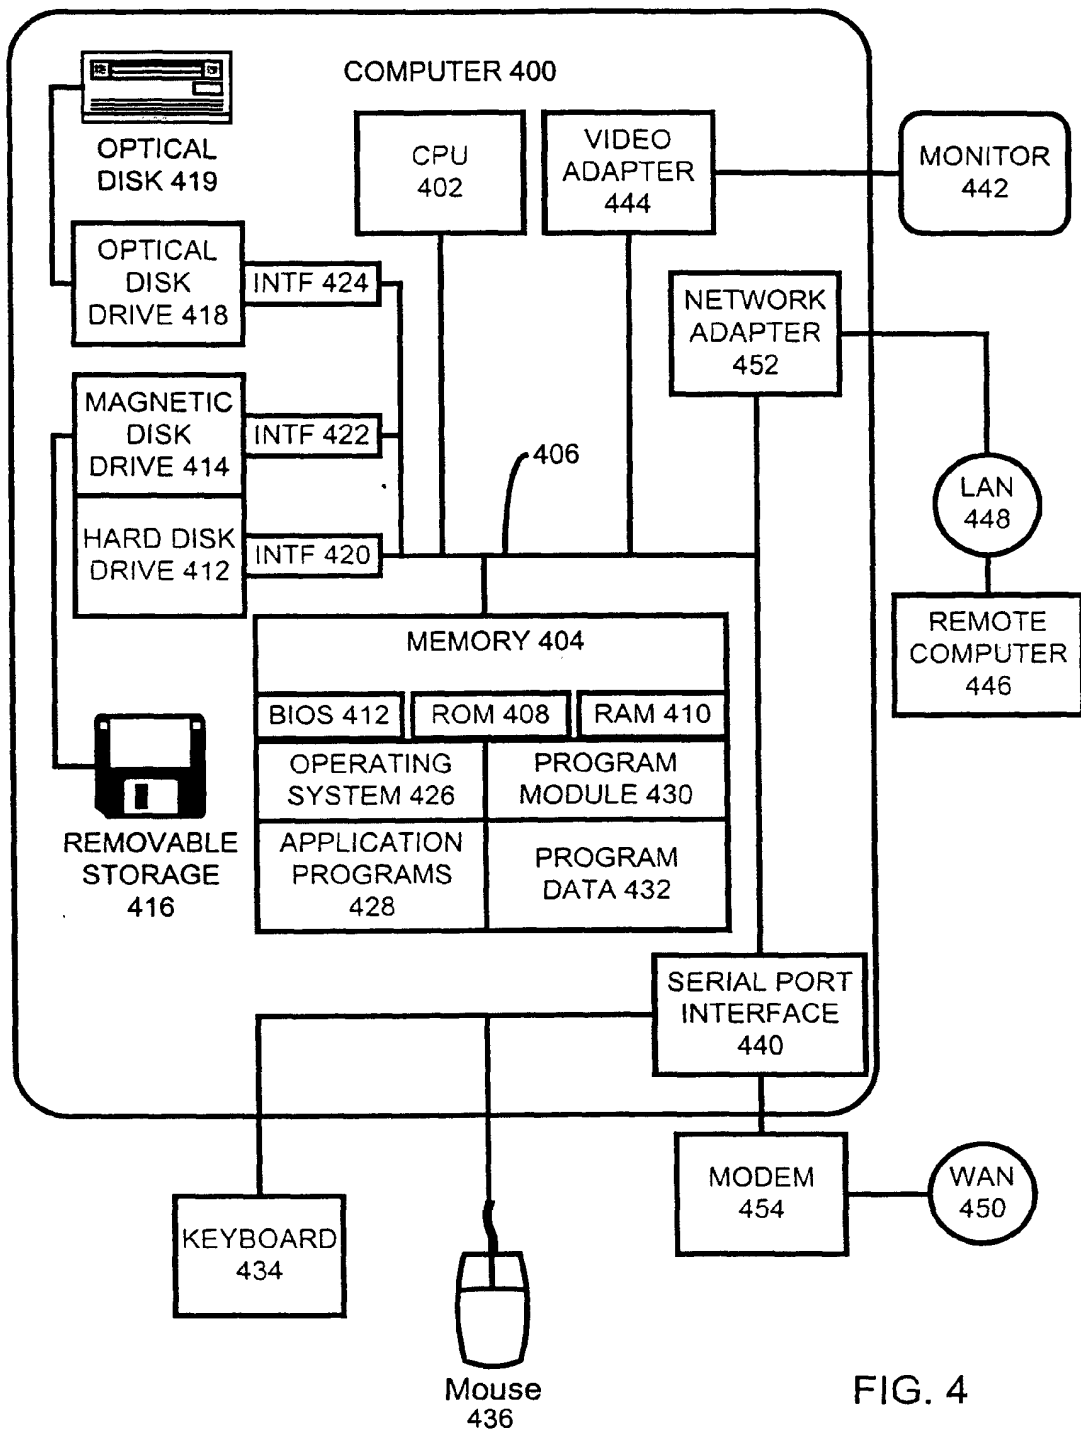 COMPUTER 400
OPTICAL
DISK 419
CPU
402
VIDEO
ADAPTER
444
MONITOR
442
OPTICAL
DISK
DRIVE 418
INTF 424
NETWORK
ADAPTER
452
MAGNETIC
DISK
DRIVE 414
INTF 422
406
LAN
448
HARD DISK
DRIVE 412
INTF 420
REMOTE
COMPUTER
446
MEMORY 404
BIOS 412
ROM 408
RAM 410
OPERATING
SYSTEM 426
PROGRAM
MODULE 430
APPLICATION
PROGRAMS
428
PROGRAM
DATA 432
REMOVABLE
STORAGE
416
SERIAL PORT
INTERFACE
440
MODEM
454
WAN
450
KEYBOARD
434
Mouse
436
FIG. 4